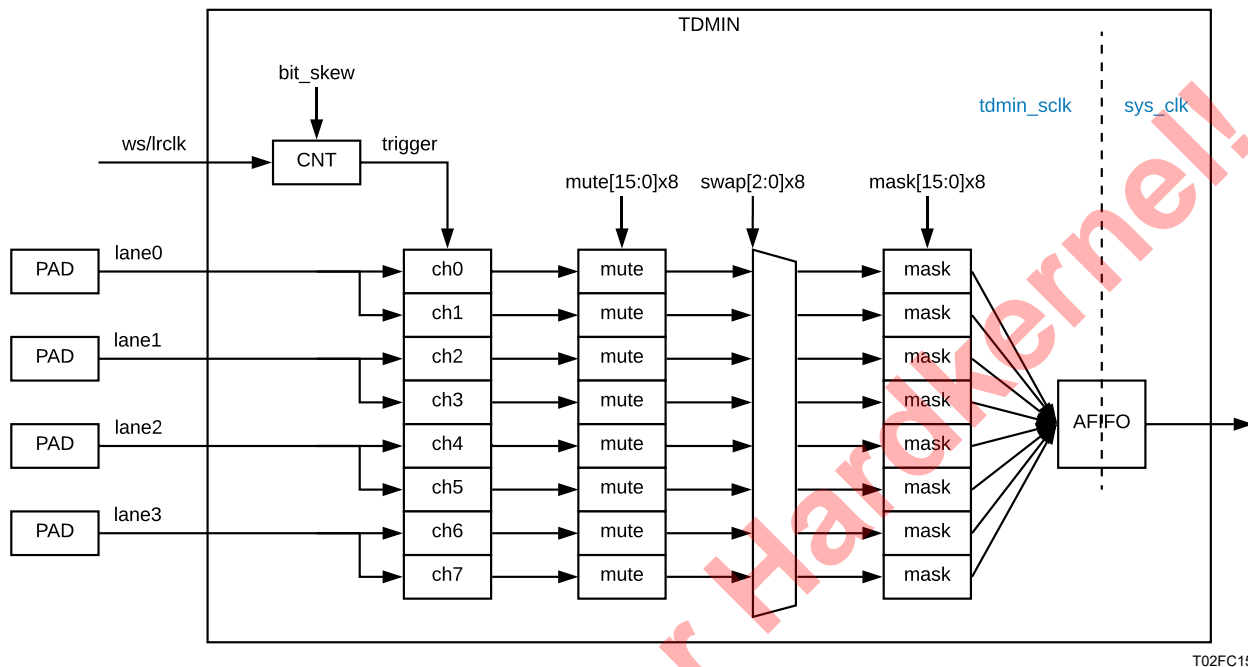 TDMIN
bit_skew
tdmin_sclk
sys_clk
ws/lrclk
CNT
trigger
mute[15:0]x8
swap[2:0]x8
mask[15:0]x8
PAD
lane0
ch0
mute
mask
ch1
mute
mask
PAD
lane1
ch2
mute
mask
ch3
mute
mask
PAD
lane2
ch4
mute
mask
AFIFO
ch5
mute
mask
PAD
lane3
ch6
mute
mask
ch7
mute
mask
r Hardkernel!
T02FC15